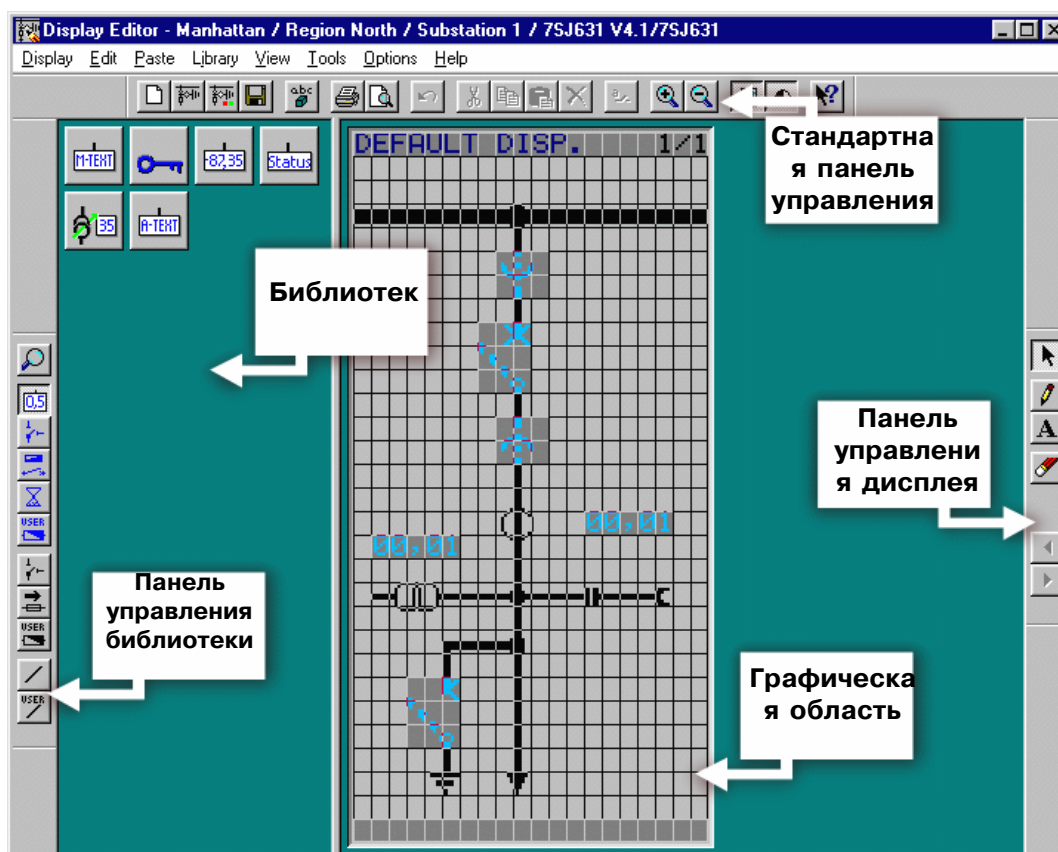 Display Editor - Manhattan / Region North / Substation 1 / 7SJ631 V4.1/7SJ631
Display Edit Paste Library View Tools Options Help
abc
Стандартна
я панель
управления
M-TEXT
-87,35
Status
35
A-TEXT
DEFAULT DISP. 1/1
Библиотек
0,5
USER
USER
USER
A
Панель
управлени
я дисплея
00,01
00,01
Панель
управления
библиотеки
Графическа
я область